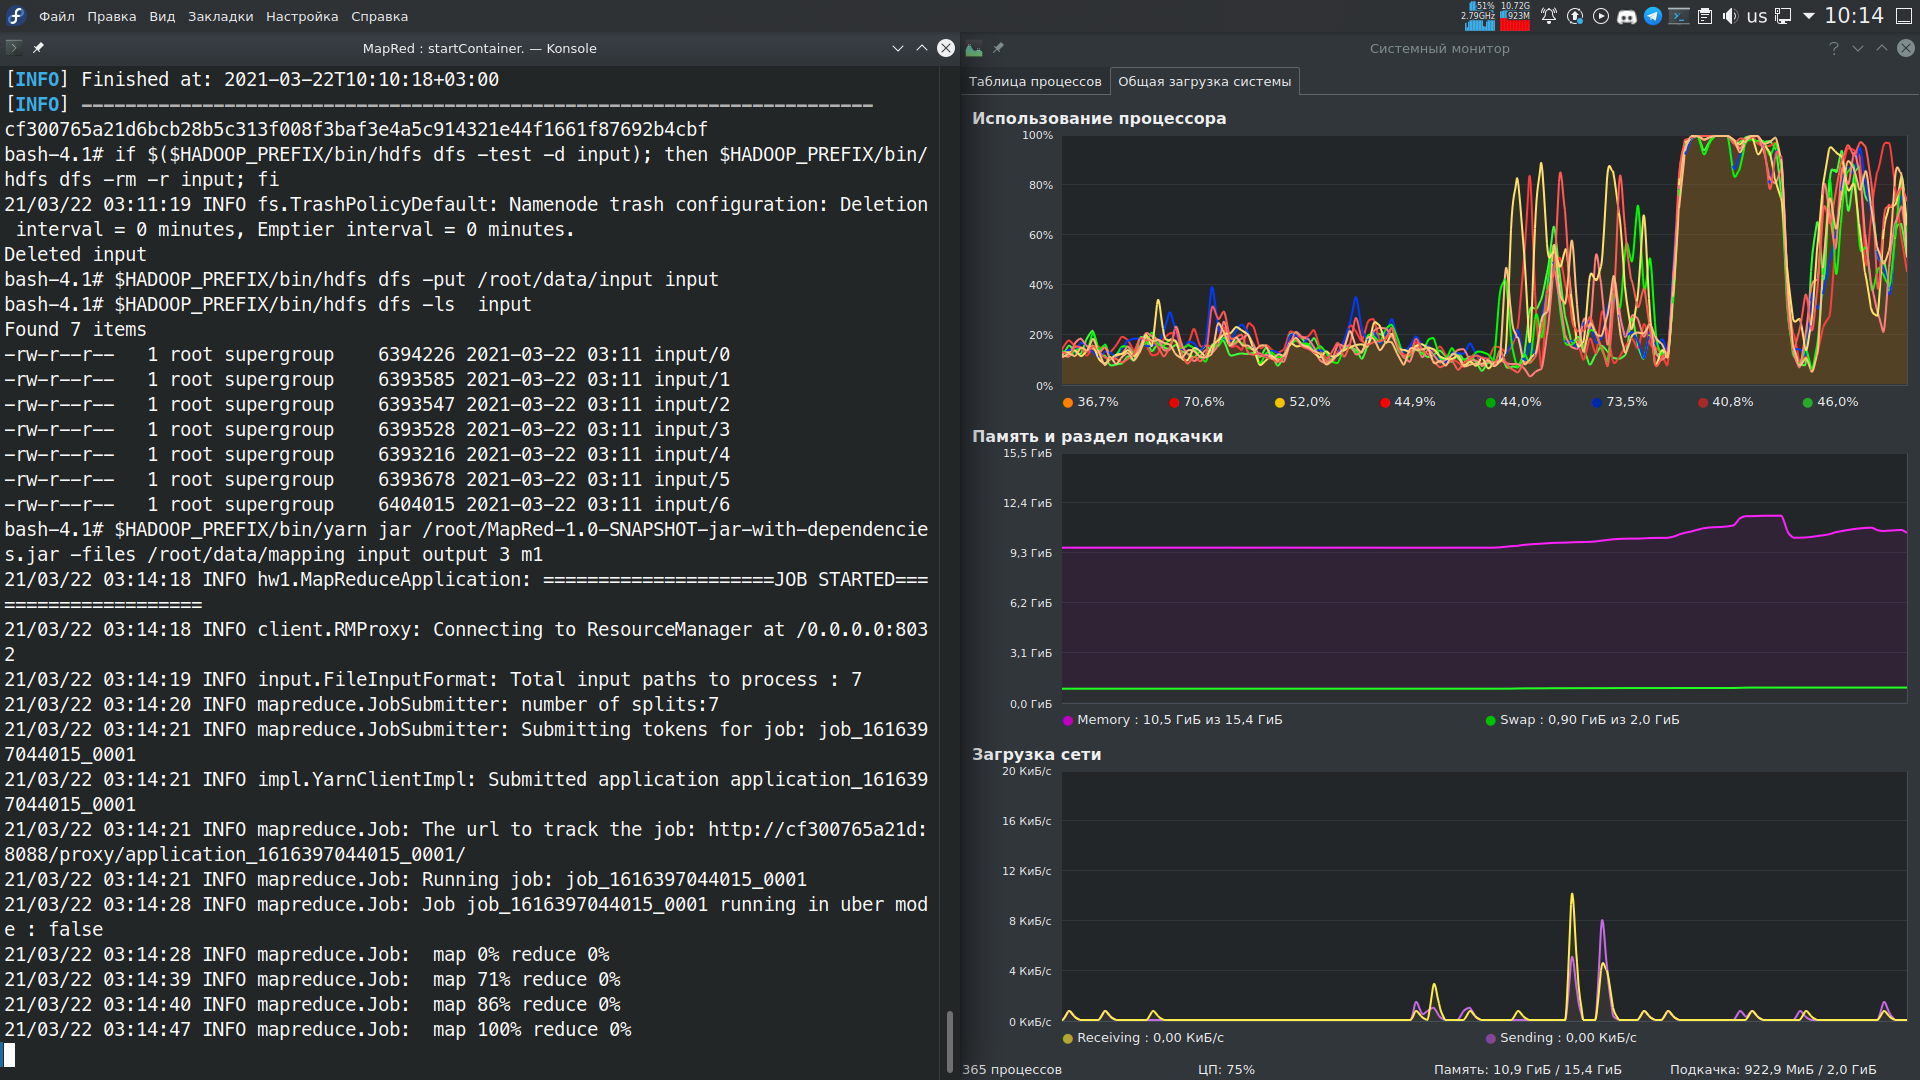 Файл Правка Вид Закладки Настройка Справка
51% 10.72G
2.79GHz 923M
us 10:14
MapRed : startContainer. — Konsole
[INFO] Finished at: 2021-03-22T10:10:18+03:00
[INFO] ------------------------------------------------------------------------
cf300765a21d6bcb28b5c313f008f3baf3e4a5c914321e44f1661f87692b4cbf
bash-4.1# if $($HADOOP_PREFIX/bin/hdfs dfs -test -d input); then $HADOOP_PREFIX/bin/
hdfs dfs -rm -r input; fi
21/03/22 03:11:19 INFO fs.TrashPolicyDefault: Namenode trash configuration: Deletion
 interval = 0 minutes, Emptier interval = 0 minutes.
Deleted input
bash-4.1# $HADOOP_PREFIX/bin/hdfs dfs -put /root/data/input input
bash-4.1# $HADOOP_PREFIX/bin/hdfs dfs -ls  input
Found 7 items
-rw-r--r--   1 root supergroup    6394226 2021-03-22 03:11 input/0
-rw-r--r--   1 root supergroup    6393585 2021-03-22 03:11 input/1
-rw-r--r--   1 root supergroup    6393547 2021-03-22 03:11 input/2
-rw-r--r--   1 root supergroup    6393528 2021-03-22 03:11 input/3
-rw-r--r--   1 root supergroup    6393216 2021-03-22 03:11 input/4
-rw-r--r--   1 root supergroup    6393678 2021-03-22 03:11 input/5
-rw-r--r--   1 root supergroup    6404015 2021-03-22 03:11 input/6
bash-4.1# $HADOOP_PREFIX/bin/yarn jar /root/MapRed-1.0-SNAPSHOT-jar-with-dependencie
s.jar -files /root/data/mapping input output 3 m1
21/03/22 03:14:18 INFO hw1.MapReduceApplication: =====================JOB STARTED===
==================
21/03/22 03:14:18 INFO client.RMProxy: Connecting to ResourceManager at /0.0.0.0:803
2
21/03/22 03:14:19 INFO input.FileInputFormat: Total input paths to process : 7
21/03/22 03:14:20 INFO mapreduce.JobSubmitter: number of splits:7
21/03/22 03:14:21 INFO mapreduce.JobSubmitter: Submitting tokens for job: job_161639
7044015_0001
21/03/22 03:14:21 INFO impl.YarnClientImpl: Submitted application application_161639
7044015_0001
21/03/22 03:14:21 INFO mapreduce.Job: The url to track the job: http://cf300765a21d:
8088/proxy/application_1616397044015_0001/
21/03/22 03:14:21 INFO mapreduce.Job: Running job: job_1616397044015_0001
21/03/22 03:14:28 INFO mapreduce.Job: Job job_1616397044015_0001 running in uber mod
e : false
21/03/22 03:14:28 INFO mapreduce.Job:  map 0% reduce 0%
21/03/22 03:14:39 INFO mapreduce.Job:  map 71% reduce 0%
21/03/22 03:14:40 INFO mapreduce.Job:  map 86% reduce 0%
21/03/22 03:14:47 INFO mapreduce.Job:  map 100% reduce 0%
Системный монитор
Таблица процессов Общая загрузка системы
Использование процессора
100%
80%
60%
40%
20%
0%
36,7% 70,6% 52,0% 44,9% 44,0% 73,5% 40,8% 46,0%
Память и раздел подкачки
15,5 ГиБ
12,4 ГиБ
9,3 ГиБ
6,2 ГиБ
3,1 ГиБ
0,0 ГиБ
Memory : 10,5 ГиБ из 15,4 ГиБ Swap : 0,90 ГиБ из 2,0 ГиБ
Загрузка сети
20 КиБ/с
16 КиБ/с
12 КиБ/с
8 КиБ/с
4 КиБ/с
0 КиБ/с
Receiving : 0,00 КиБ/с Sending : 0,00 КиБ/с
365 процессов ЦП: 75% Память: 10,9 ГиБ / 15,4 ГиБ Подкачка: 922,9 МиБ / 2,0 ГиБ